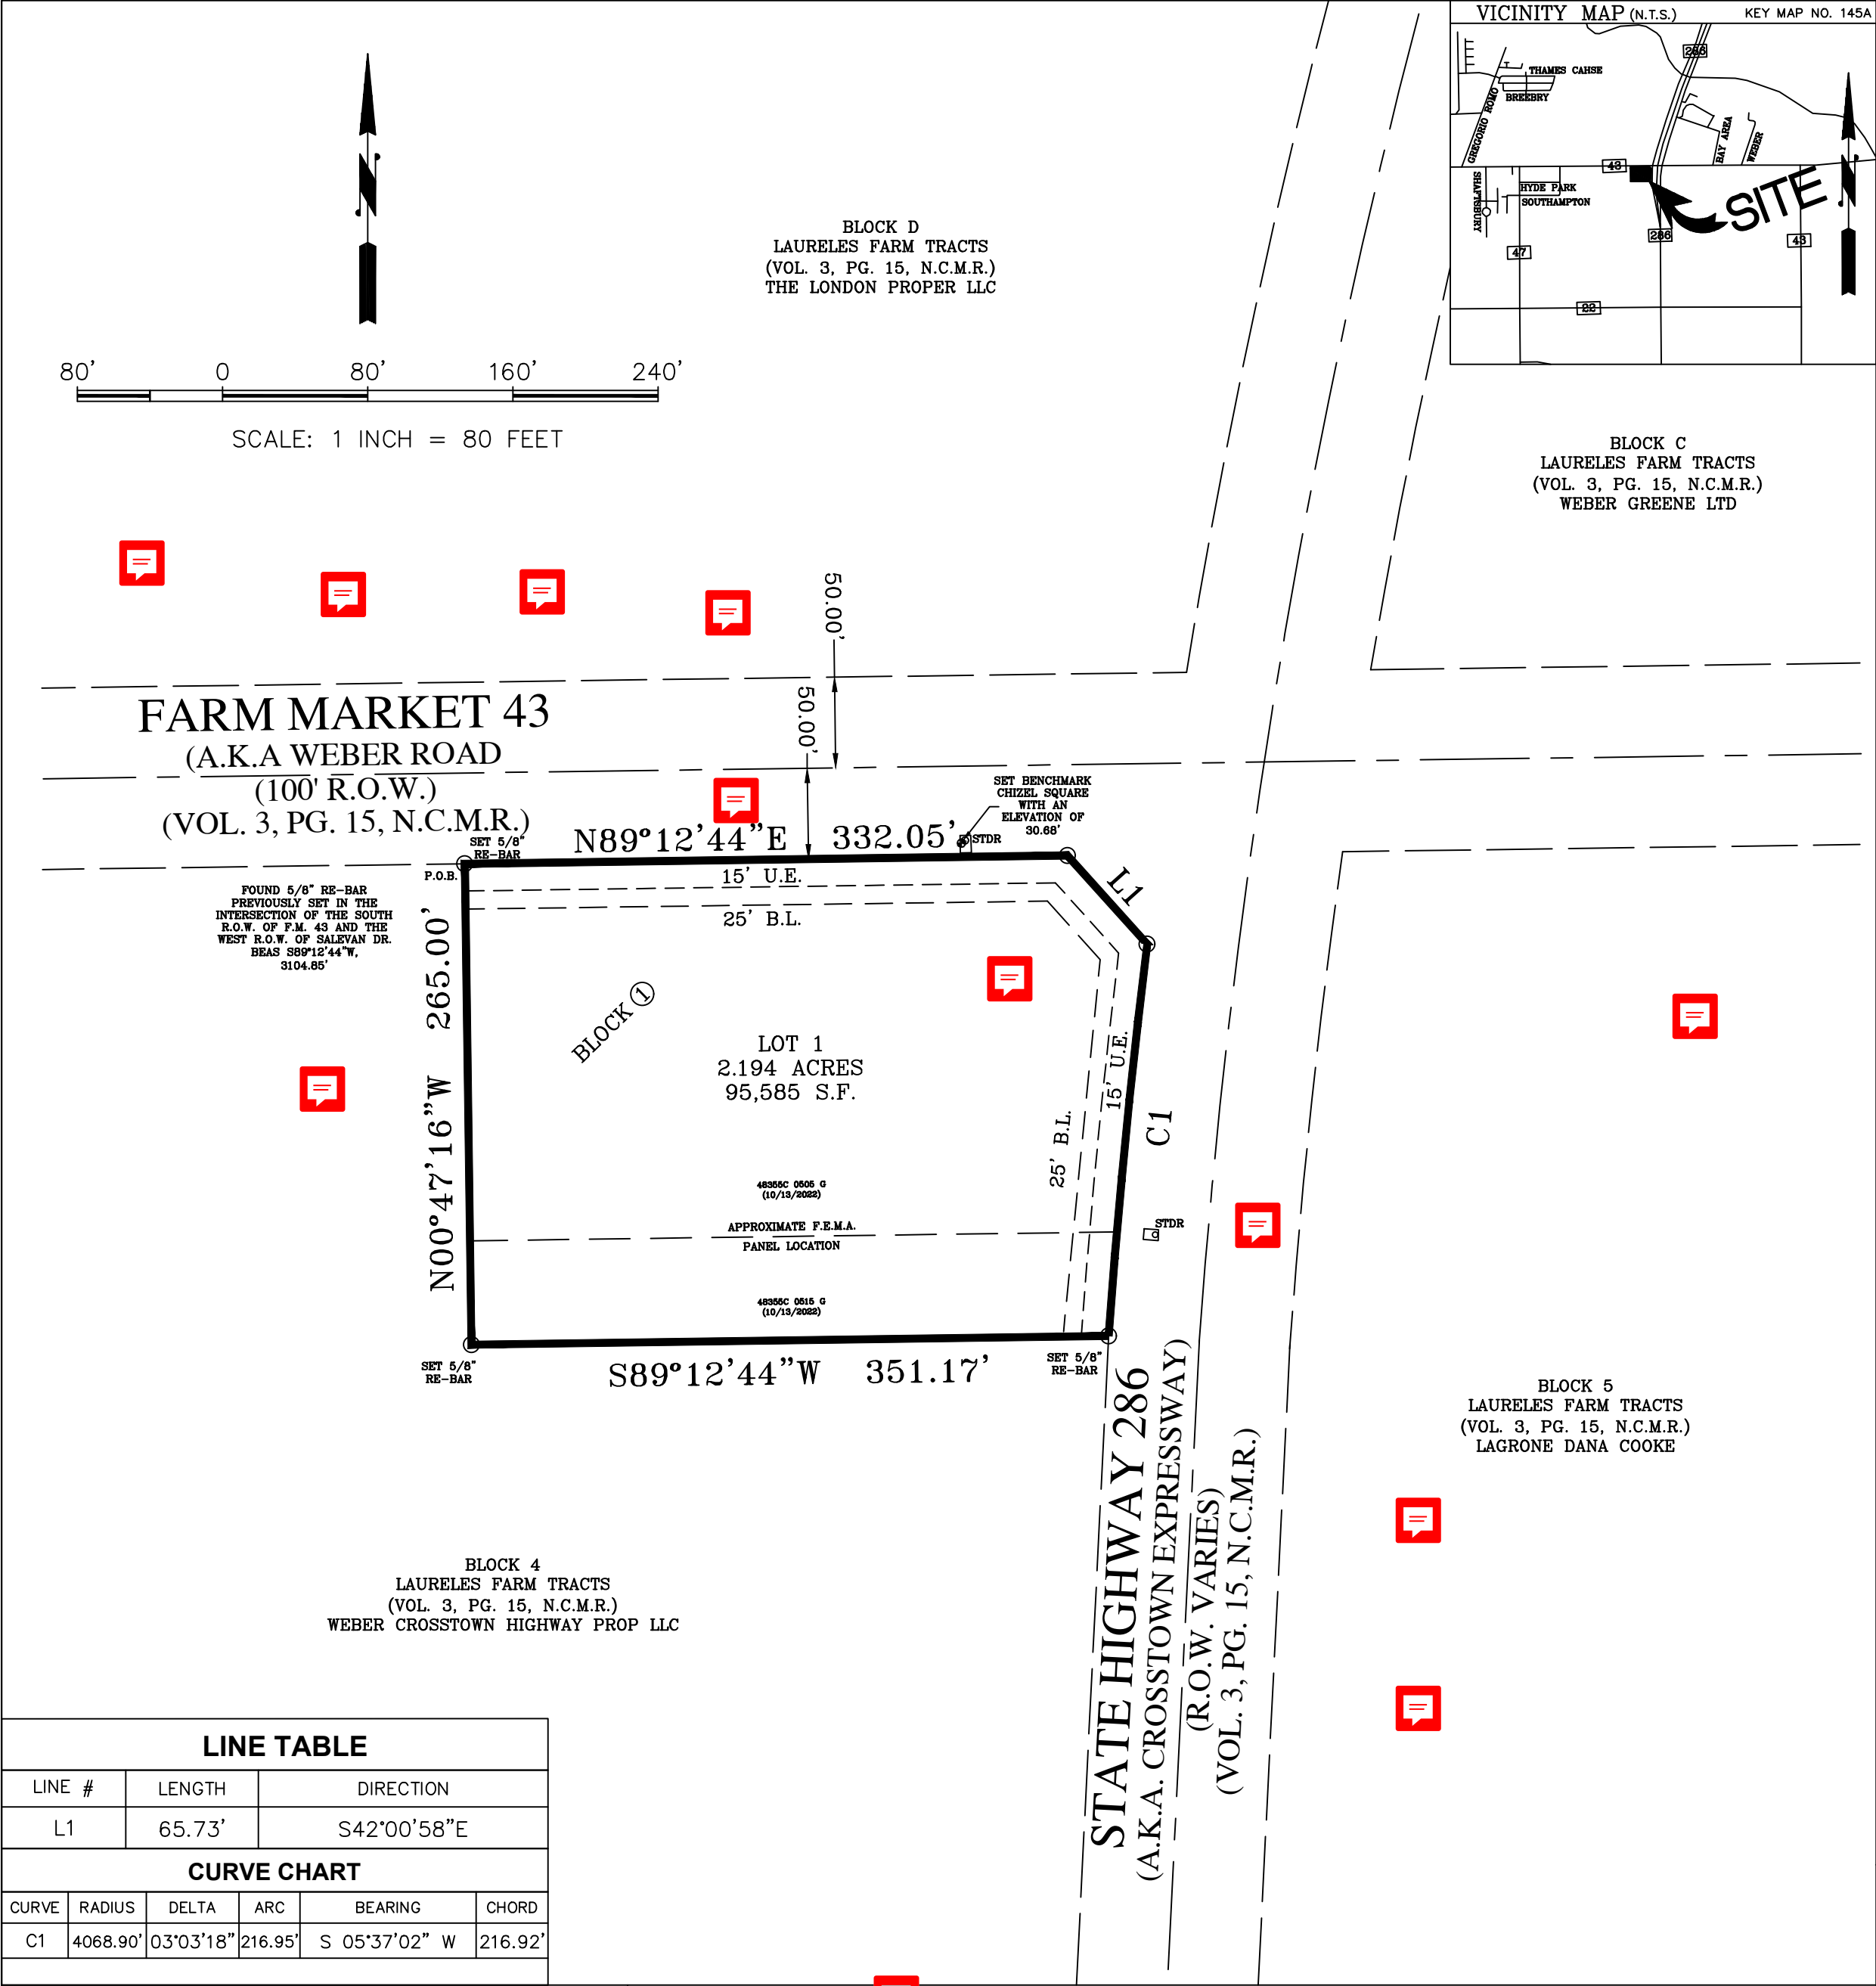 VICINITY MAP (N.T.S.) KEY MAP NO. 145A
286
THAMES CAHSE
BREEBRY
GREGORIO ROMO
BAY AREA
WEBER
43
SHAFTSBURY
HYDE PARK
SOUTHAMPTON
SITE
47
286
43
22
N
N
80' 0 80' 160' 240'
SCALE: 1 INCH = 80 FEET
BLOCK D
LAURELES FARM TRACTS
(VOL. 3, PG. 15, N.C.M.R.)
THE LONDON PROPER LLC
BLOCK C
LAURELES FARM TRACTS
(VOL. 3, PG. 15, N.C.M.R.)
WEBER GREENE LTD
50.00'
50.00'
FARM MARKET 43
(A.K.A WEBER ROAD
(100' R.O.W.)
(VOL. 3, PG. 15, N.C.M.R.)
SET BENCHMARK
CHIZEL SQUARE
WITH AN
ELEVATION OF
30.68'
STDR
SET 5/8"
RE-BAR
P.O.B.
N89°12'44"E 332.05'
L1
15' U.E.
25' B.L.
FOUND 5/8" RE-BAR
PREVIOUSLY SET IN THE
INTERSECTION OF THE SOUTH
R.O.W. OF F.M. 43 AND THE
WEST R.O.W. OF SALEVAN DR.
BEAS S89°12'44"W,
3104.85'
N00°47'16"W 265.00'
BLOCK 1
LOT 1
2.194 ACRES
95,585 S.F.
15' U.E.
25' B.L.
C1
48355C 0505 G
(10/13/2022)
APPROXIMATE F.E.M.A.
PANEL LOCATION
STDR
48355C 0515 G
(10/13/2022)
SET 5/8"
RE-BAR
S89°12'44"W 351.17'
SET 5/8"
RE-BAR
STATE HIGHWAY 286
(A.K.A. CROSSTOWN EXPRESSWAY)
(R.O.W. VARIES)
(VOL. 3, PG. 15, N.C.M.R.)
BLOCK 5
LAURELES FARM TRACTS
(VOL. 3, PG. 15, N.C.M.R.)
LAGRONE DANA COOKE
BLOCK 4
LAURELES FARM TRACTS
(VOL. 3, PG. 15, N.C.M.R.)
WEBER CROSSTOWN HIGHWAY PROP LLC
LINE TABLE
LINE # LENGTH DIRECTION
L1 65.73' S42°00'58"E
CURVE CHART
CURVE RADIUS DELTA ARC BEARING CHORD
C1 4068.90' 03°03'18" 216.95' S 05°37'02" W 216.92'